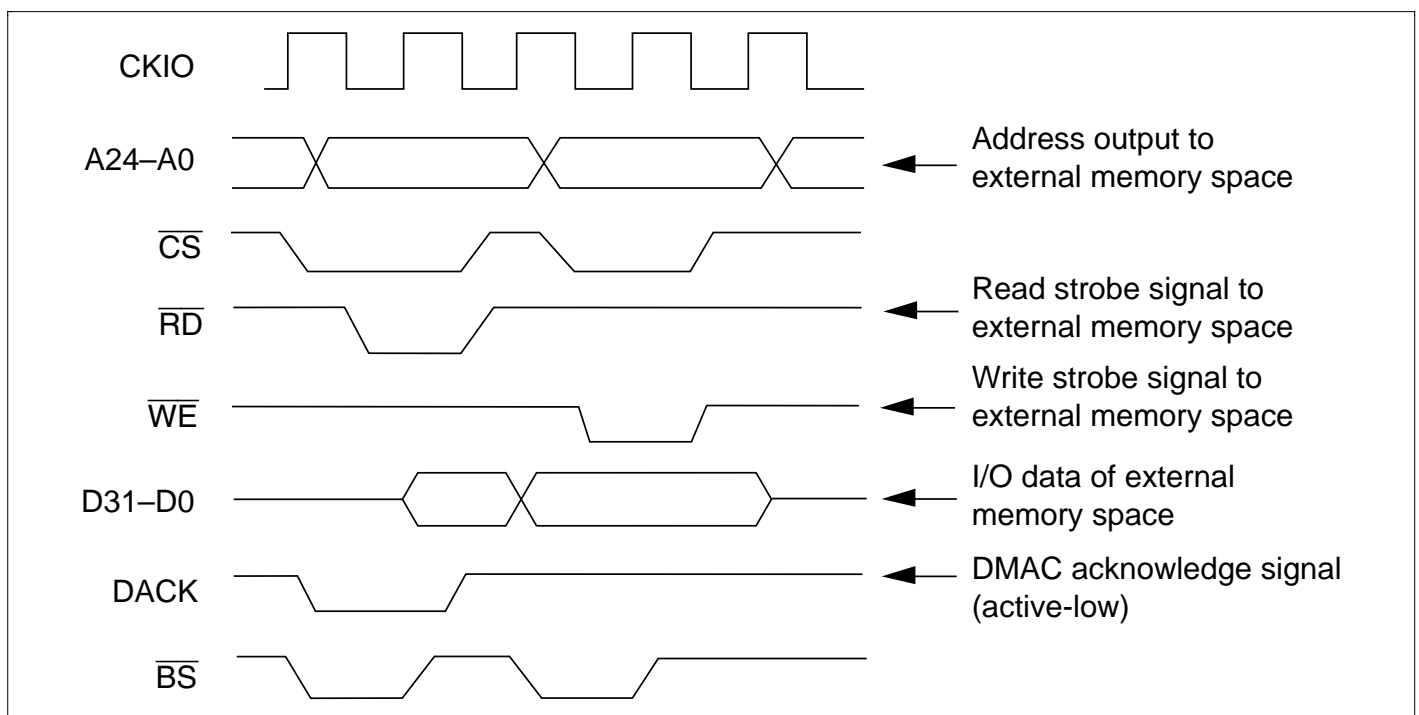 CKIO
A24–A0
Address output to
external memory space
CS
RD
Read strobe signal to
external memory space
WE
Write strobe signal to
external memory space
D31–D0
I/O data of external
memory space
DACK
DMAC acknowledge signal
(active-low)
BS